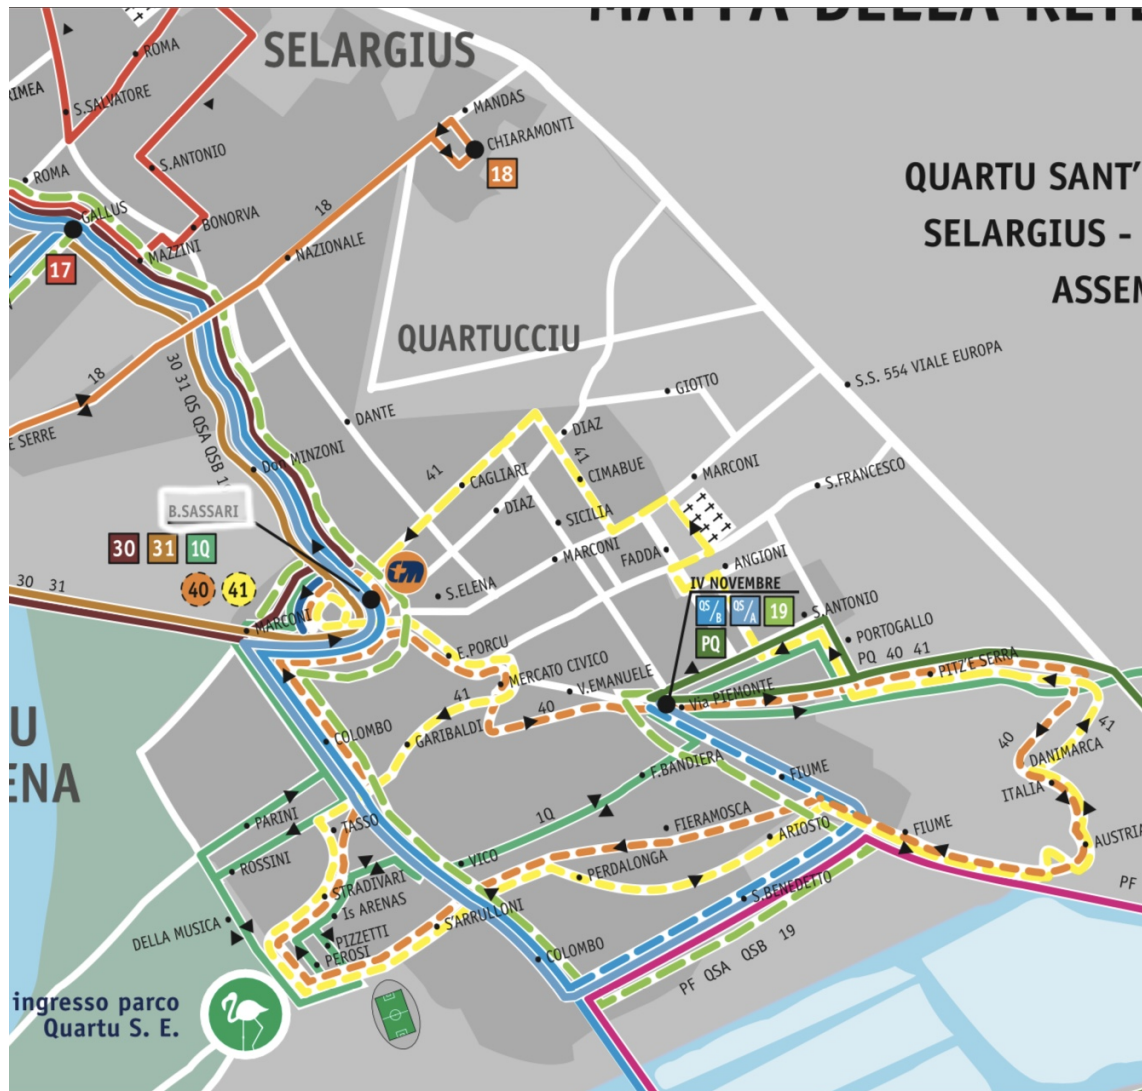 SELARGIUS
ROMA
S.SALVATORE
MANDAS
CHIARAMONTI
18
S.ANTONIO
ROMA
GALLUS
BONORVA
MAZZINI
17
18
NAZIONALE
QUARTU SANT'
SELARGIUS -
ASSEM
QUARTUCCIU
S.S. 554 VIALE EUROPA
18
30 31 QS QSA QSB
E SERRE
DANTE
GIOTTO
DIAZ
Don MINZONI
41
CAGLIARI
41
CIMABUE
MARCONI
S.FRANCESCO
B.SASSARI
DIAZ
SICILIA
30 31 1Q
tm
MARCONI
FADDA
ANGIONI
30 31
40 41
S.ELENA
IV NOVEMBRE
QS/B QS/A 19
PQ
S.ANTONIO
MARCONI
E.PORCU
PORTOGALLO
PQ 40 41
PITZ'E SERRA
MERCATO CIVICO
V.EMANUELE
Via PIEMONTE
41
40
U
ENA
COLOMBO
GARIBALDI
40
41
DANIMARCA
F.BANDIERA
FIUME
ITALIA
PARINI
TASSO
1Q
FIERAMOSCA
ARIOSTO
FIUME
AUSTRIA
ROSSINI
VICO
PERDALONGA
STRADIVARI
S.BENEDETTO
PF
Is ARENAS
DELLA MUSICA
S'ARRULLONI
PIZZETTI
PEROSI
COLOMBO
PF QSA QSB 19
ingresso parco
Quartu S. E.